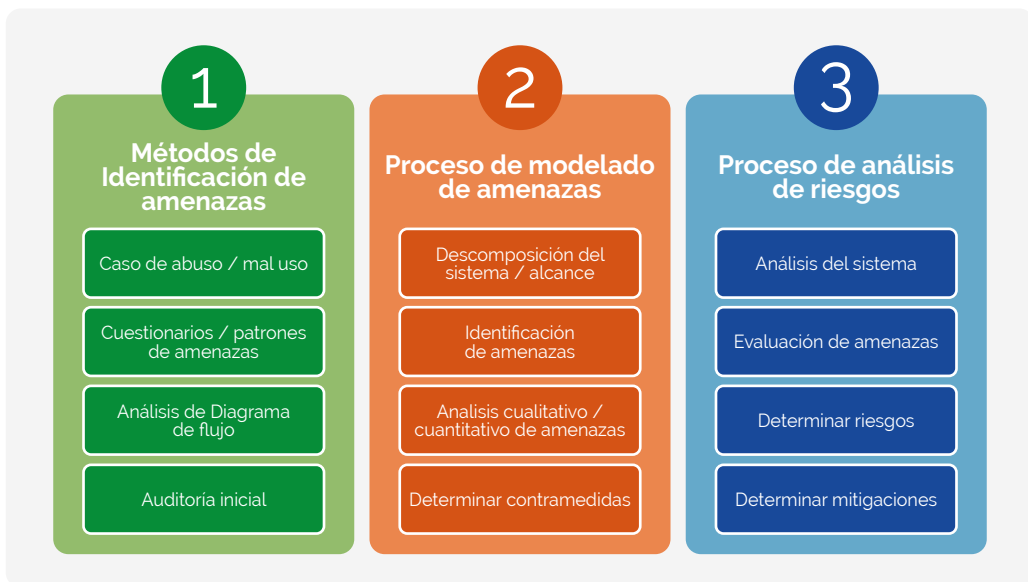 1
Métodos de
Identificación de
amenazas
Caso de abuso / mal uso
Cuestionarios / patrones
de amenazas
Análisis de Diagrama
de flujo
Auditoría inicial
2
Proceso de modelado
de amenazas
Descomposición del
sistema / alcance
Identificación
de amenazas
Analisis cualitativo /
cuantitativo de amenazas
Determinar contramedidas
3
Proceso de análisis
de riesgos
Análisis del sistema
Evaluación de amenazas
Determinar riesgos
Determinar mitigaciones